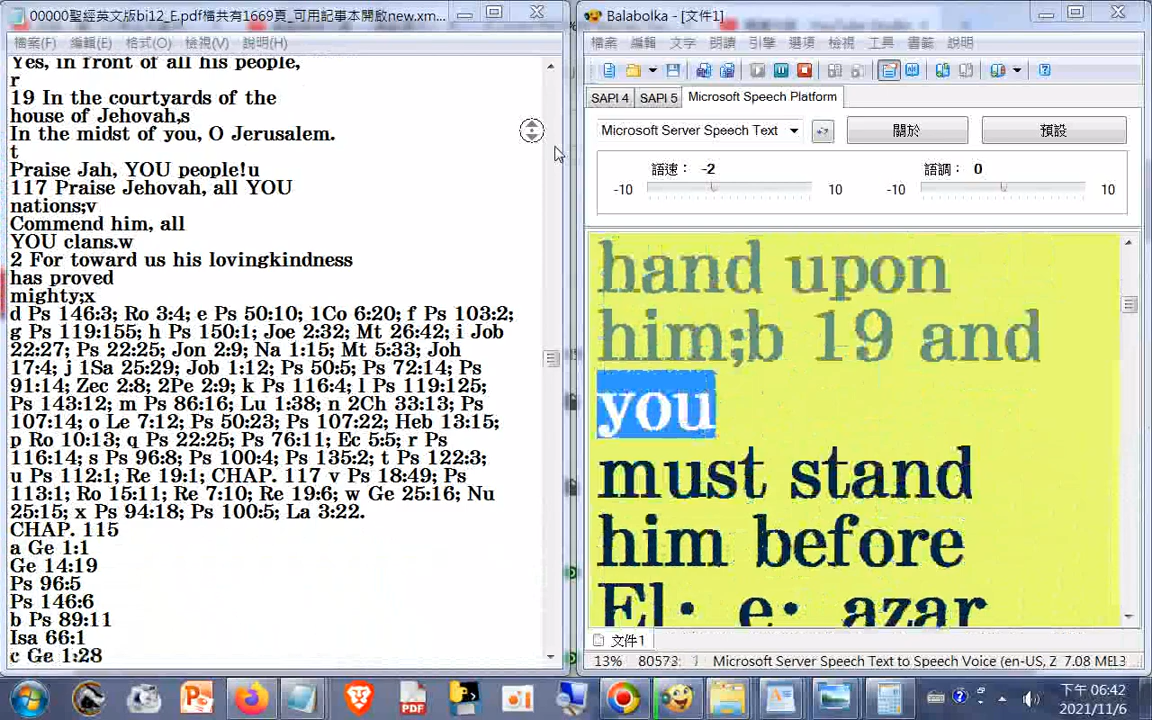 00000聖經英文版bi12_E.pdf檔共有1669頁_可用記事本開啟new.xm...
檔案(F) 編輯(E) 格式(O) 檢視(V) 說明(H)
Yes, in front of all his people,
r
19 In the courtyards of the
house of Jehovah,s
In the midst of you, O Jerusalem.
t
Praise Jah, YOU people!u
117 Praise Jehovah, all YOU
nations;v
Commend him, all
YOU clans.w
2 For toward us his lovingkindness
has proved
mighty;x
d Ps 146:3; Ro 3:4; e Ps 50:10; 1Co 6:20; f Ps 103:2;
g Ps 119:155; h Ps 150:1; Joe 2:32; Mt 26:42; i Job
22:27; Ps 22:25; Jon 2:9; Na 1:15; Mt 5:33; Joh
17:4; j 1Sa 25:29; Job 1:12; Ps 50:5; Ps 72:14; Ps
91:14; Zec 2:8; 2Pe 2:9; k Ps 116:4; l Ps 119:125;
Ps 143:12; m Ps 86:16; Lu 1:38; n 2Ch 33:13; Ps
107:14; o Le 7:12; Ps 50:23; Ps 107:22; Heb 13:15;
p Ro 10:13; q Ps 22:25; Ps 76:11; Ec 5:5; r Ps
116:14; s Ps 96:8; Ps 100:4; Ps 135:2; t Ps 122:3;
u Ps 112:1; Re 19:1; CHAP. 117 v Ps 18:49; Ps
113:1; Ro 15:11; Re 7:10; Re 19:6; w Ge 25:16; Nu
25:15; x Ps 94:18; Ps 100:5; La 3:22.
CHAP. 115
a Ge 1:1
Ge 14:19
Ps 96:5
Ps 146:6
b Ps 89:11
Isa 66:1
c Ge 1:28
Balabolka - [文件1]
檔案 編輯 文字 朗讀 引擎 選項 檢視 工具 書籤 說明
SAPI 4 SAPI 5 Microsoft Speech Platform
Microsoft Server Speech Text 關於 預設
語速： -2 語調： 0
-10 10 -10 10
hand upon
him;b 19 and
you
must stand
him before
El· e· azar
文件1
13% 80572: Microsoft Server Speech Text to Speech Voice (en-US, Z 7.08 ME
下午 06:42
2021/11/6